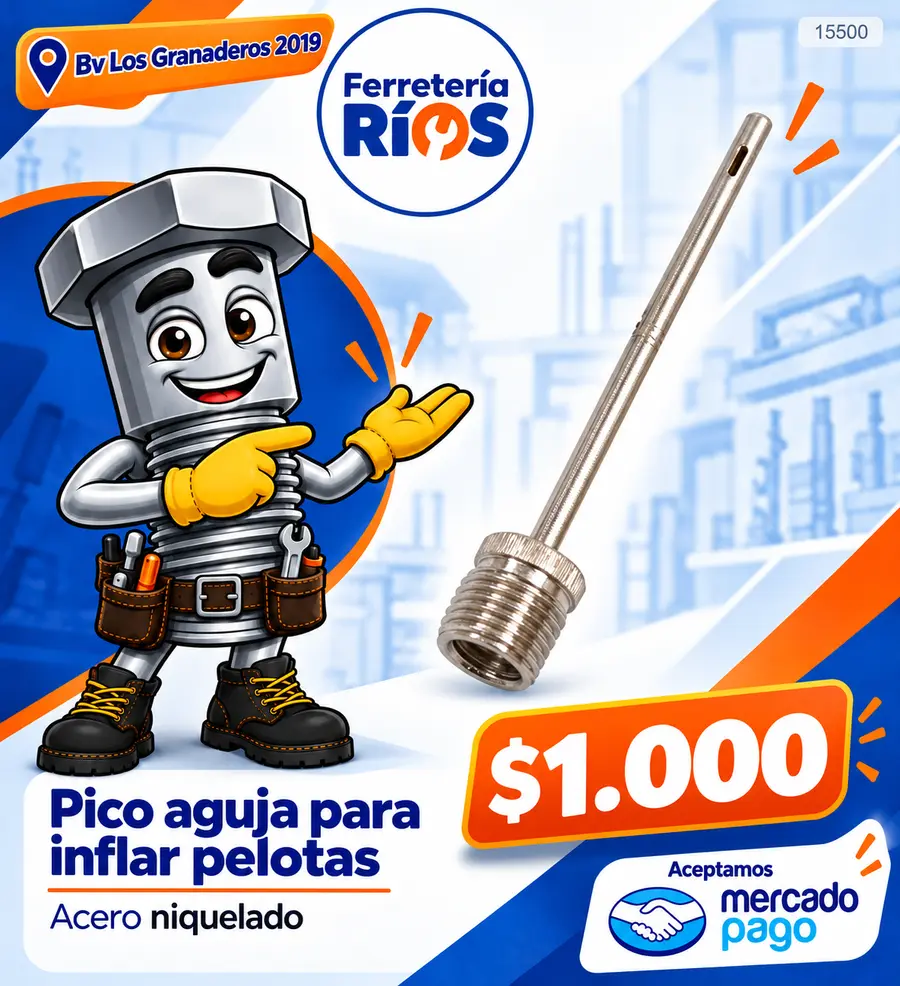 Bv Los Granaderos 2019
Ferretería
RÍOS
15500
$1.000
Pico aguja para
inflar pelotas
Acero niquelado
Aceptamos
mercado
pago